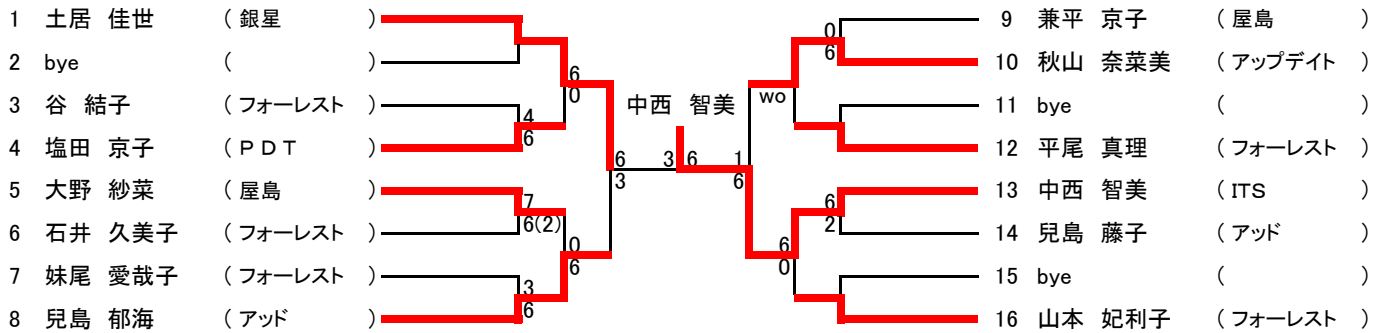 1 土居 佳世 ( 銀星 )
2 bye ( )
3 谷 結子 ( フォーレスト )
4 塩田 京子 ( PDT )
5 大野 紗菜 ( 屋島 )
6 石井 久美子 ( フォーレスト )
7 妹尾 愛哉子 ( フォーレスト )
8 兒島 郁海 ( アッド )
4
6
7
6(2)
3
6
6
0
0
6
6
3
中西 智美
3 6
1
6
wo
6
0
0
6
6
2
9 兼平 京子 ( 屋島 )
10 秋山 奈菜美 ( アップデイト )
11 bye ( )
12 平尾 真理 ( フォーレスト )
13 中西 智美 ( ITS )
14 兒島 藤子 ( アッド )
15 bye ( )
16 山本 妃利子 ( フォーレスト )